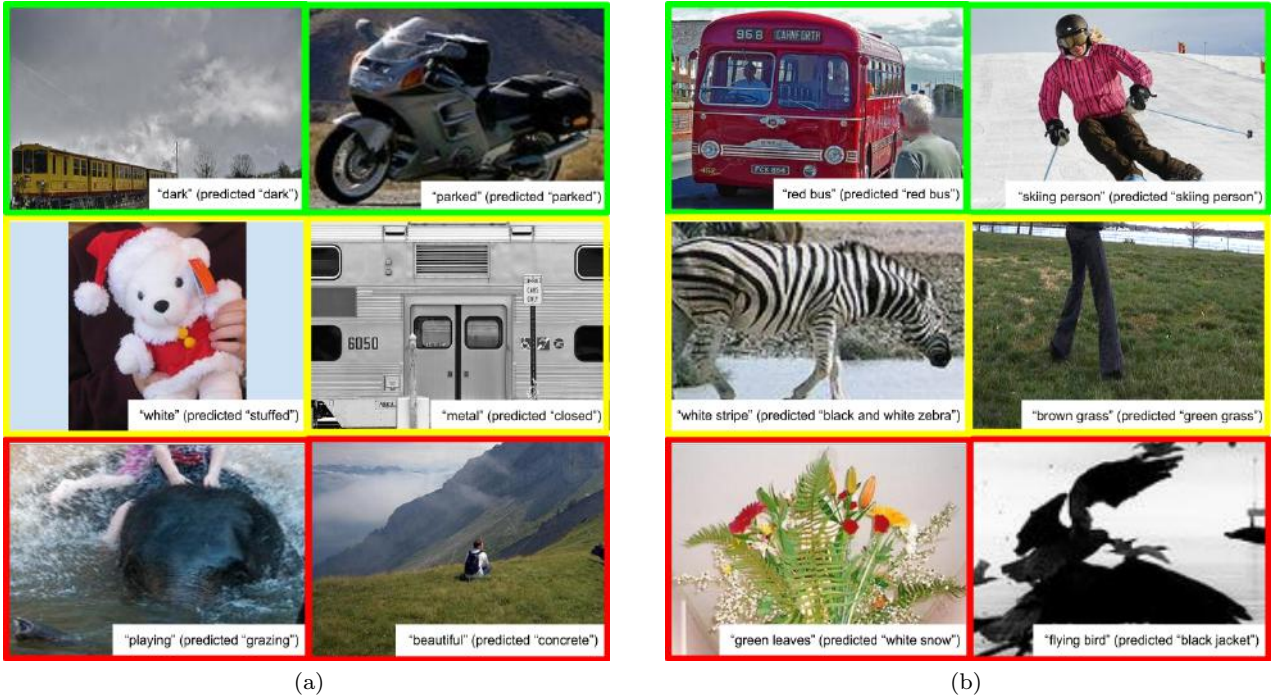 "dark" (predicted "dark")
"parked" (predicted "parked")
968 CARNFORTH
"red bus" (predicted "red bus")
"skiing person" (predicted "skiing person")
"white" (predicted "stuffed")
6050
CARS
ONLY
"metal" (predicted "closed")
"white stripe" (predicted "black and white zebra")
"brown grass" (predicted "green grass")
"playing" (predicted "grazing")
"beautiful" (predicted "concrete")
"green leaves" (predicted "white snow")
"flying bird" (predicted "black jacket")
(a)
(b)